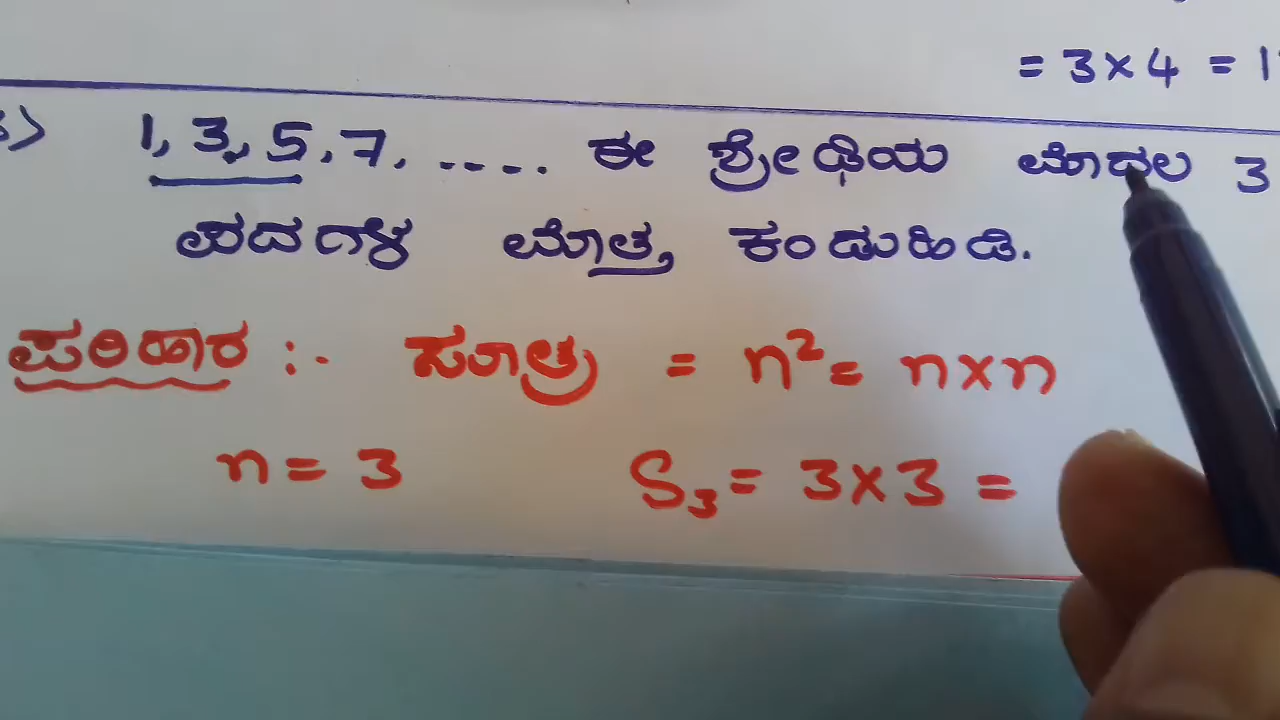 = 3×4 = 1
1, 3, 5, 7, .... ಈ ಶ್ರೇಢಿಯ ಮೊದಲ 3
ಪದಗಳ ಮೊತ್ತ ಕಂಡುಹಿಡಿ.
ಪರಿಹಾರ :- ಸೂತ್ರ = n² = n×n
n = 3 S₃ = 3×3 =